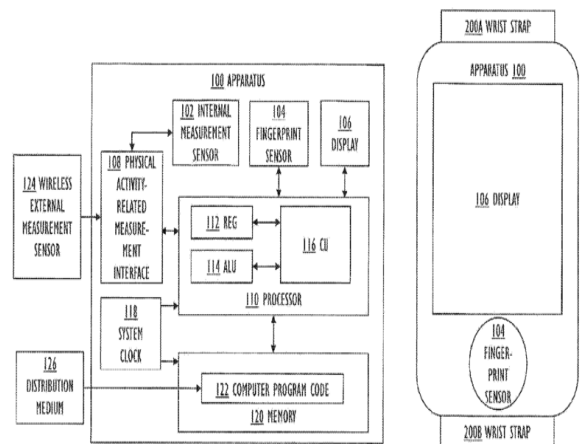 100 APPARATUS
102 INTERNAL
MEASUREMENT
SENSOR
104
FINGERPRINT
SENSOR
106
DISPLAY
108 PHYSICAL
ACTIVITY-
RELATED
MEASURE-
MENT
INTERFACE
124 WIRELESS
EXTERNAL
MEASUREMENT
SENSOR
112 REG
114 ALU
116 CU
110 PROCESSOR
118
SYSTEM
CLOCK
126
DISTRIBUTION
MEDIUM
122 COMPUTER PROGRAM CODE
120 MEMORY
200A WRIST STRAP
APPARATUS 100
106 DISPLAY
104
FINGER-
PRINT
SENSOR
200B WRIST STRAP